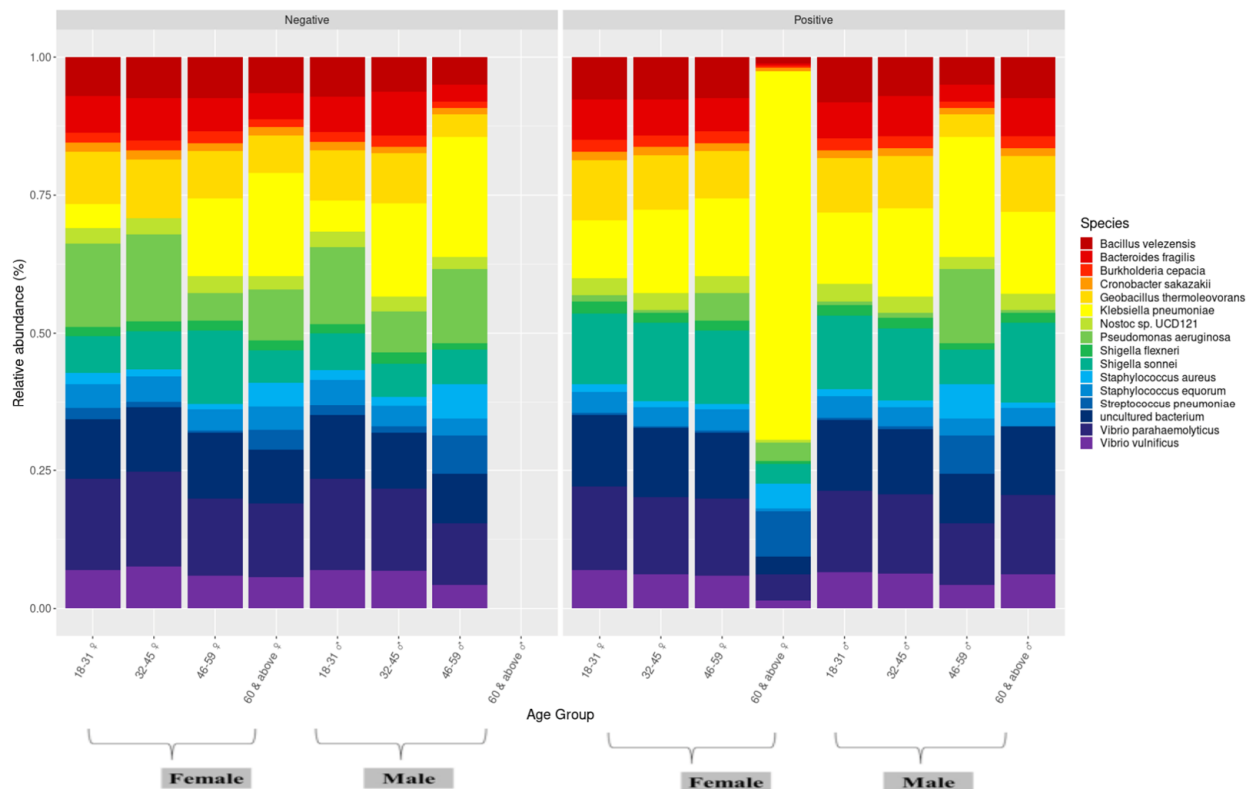 Negative
Positive
1.00
0.75
0.50
0.25
0.00
Relative abundance (%)
18-31 ♀
32-45 ♀
46-59 ♀
60 & above ♀
18-31 ♂
32-45 ♂
46-59 ♂
60 & above ♂
18-31 ♀
32-45 ♀
46-59 ♀
60 & above ♀
18-31 ♂
32-45 ♂
46-59 ♂
60 & above ♂
Age Group
Female
Male
Female
Male
Species
Bacillus velezensis
Bacteroides fragilis
Burkholderia cepacia
Cronobacter sakazakii
Geobacillus thermoleovorans
Klebsiella pneumoniae
Nostoc sp. UCD121
Pseudomonas aeruginosa
Shigella flexneri
Shigella sonnei
Staphylococcus aureus
Staphylococcus equorum
Streptococcus pneumoniae
uncultured bacterium
Vibrio parahaemolyticus
Vibrio vulnificus